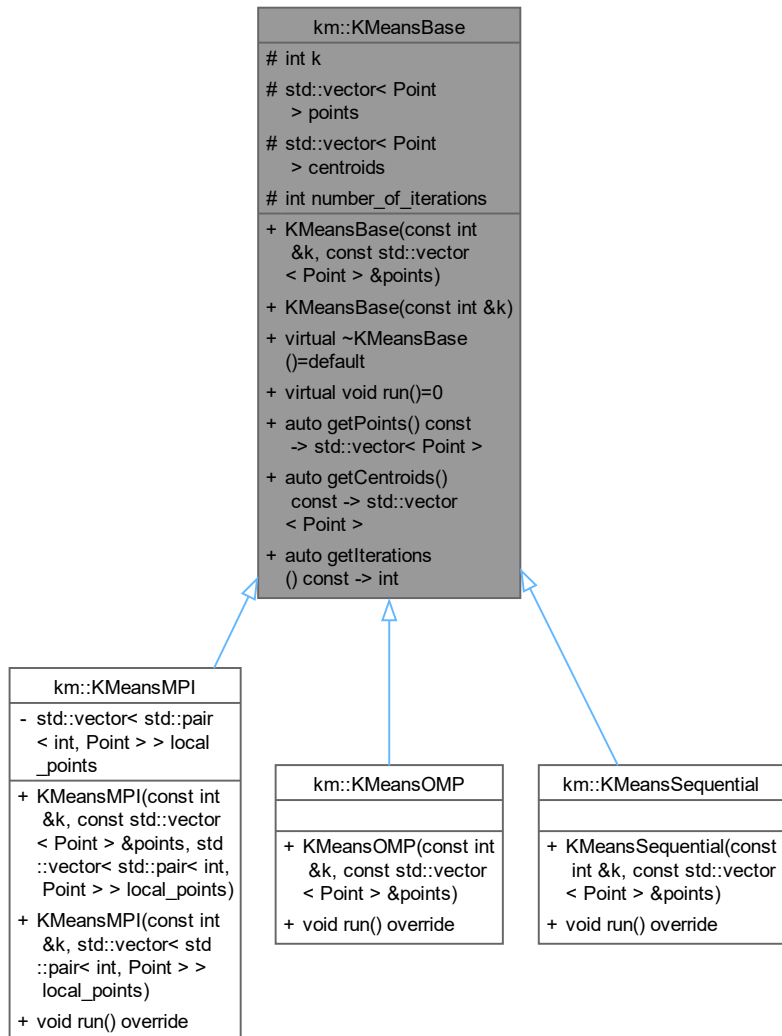 km::KMeansBase
# int k
# std::vector< Point
> points
# std::vector< Point
> centroids
# int number_of_iterations
+ KMeansBase(const int
&k, const std::vector
< Point > &points)
+ KMeansBase(const int &k)
+ virtual ~KMeansBase
()=default
+ virtual void run()=0
+ auto getPoints() const
-> std::vector< Point >
+ auto getCentroids()
const -> std::vector
< Point >
+ auto getIterations
() const -> int
km::KMeansMPI
- std::vector< std::pair
< int, Point > > local
_points
+ KMeansMPI(const int
&k, const std::vector
< Point > &points, std
::vector< std::pair< int,
Point > > local_points)
+ KMeansMPI(const int
&k, std::vector< std
::pair< int, Point > >
local_points)
+ void run() override
km::KMeansOMP
+ KMeansOMP(const int
&k, const std::vector
< Point > &points)
+ void run() override
km::KMeansSequential
+ KMeansSequential(const
int &k, const std::vector
< Point > &points)
+ void run() override